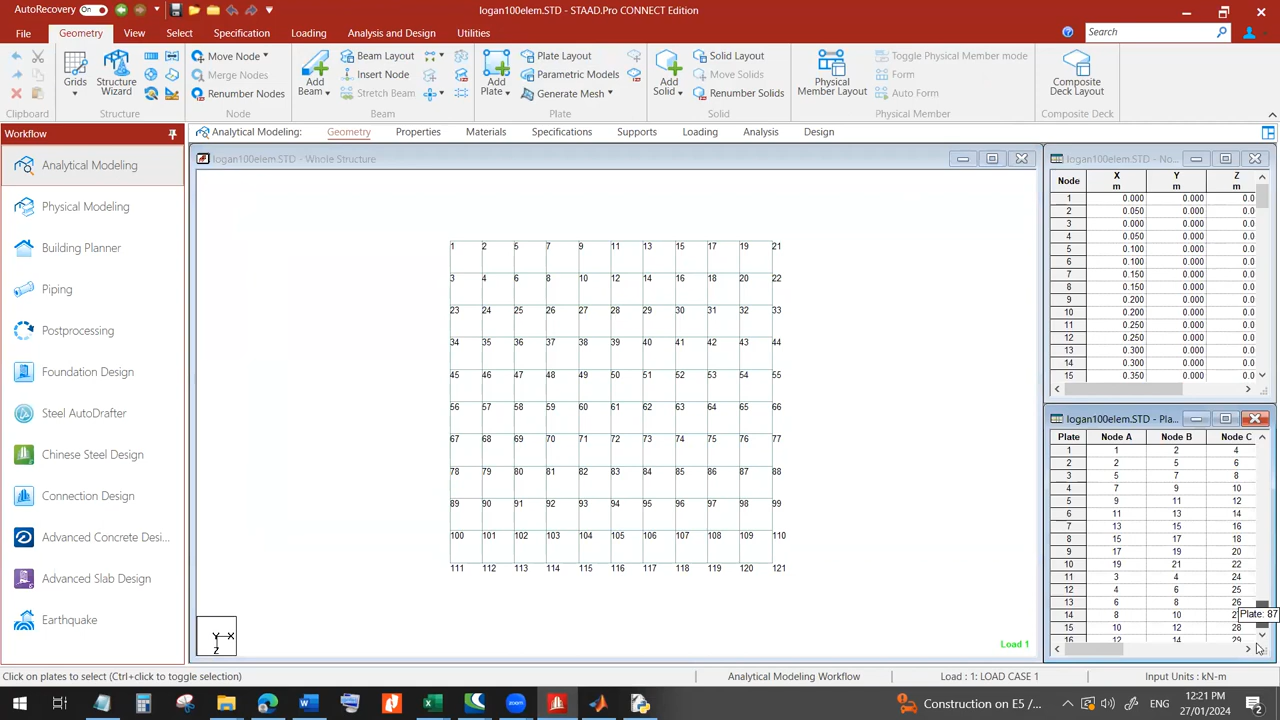 AutoRecovery On
logan100elem.STD - STAAD.Pro CONNECT Edition
File Geometry View Select Specification Loading Analysis and Design Utilities Search
Move Node Beam Layout Plate Layout Solid Layout Toggle Physical Member mode
Merge Nodes Insert Node Parametric Models Move Solids Form
Renumber Nodes Stretch Beam Generate Mesh Renumber Solids Auto Form
Grids Structure Wizard Add Beam Add Plate Add Solid Physical Member Layout Composite Deck Layout
Clipboard Structure Node Beam Plate Solid Physical Member Composite Deck
Workflow
Analytical Modeling: Geometry Properties Materials Specifications Supports Loading Analysis Design
Analytical Modeling
Physical Modeling
Building Planner
Piping
Postprocessing
Foundation Design
Steel AutoDrafter
Chinese Steel Design
Connection Design
Advanced Concrete Desi...
Advanced Slab Design
Earthquake
logan100elem.STD - Whole Structure
1 2 5 7 9 11 13 15 17 19 21
3 4 6 8 10 12 14 16 18 20 22
23 24 25 26 27 28 29 30 31 32 33
34 35 36 37 38 39 40 41 42 43 44
45 46 47 48 49 50 51 52 53 54 55
56 57 58 59 60 61 62 63 64 65 66
67 68 69 70 71 72 73 74 75 76 77
78 79 80 81 82 83 84 85 86 87 88
89 90 91 92 93 94 95 96 97 98 99
100 101 102 103 104 105 106 107 108 109 110
111 112 113 114 115 116 117 118 119 120 121
Y X
Z
Load 1
logan100elem.STD - No...
Node X m Y m Z m
1 0.000 0.000 0.0
2 0.050 0.000 0.0
3 0.000 0.000 0.0
4 0.050 0.000 0.0
5 0.100 0.000 0.0
6 0.100 0.000 0.0
7 0.150 0.000 0.0
8 0.150 0.000 0.0
9 0.200 0.000 0.0
10 0.200 0.000 0.0
11 0.250 0.000 0.0
12 0.250 0.000 0.0
13 0.300 0.000 0.0
14 0.300 0.000 0.0
15 0.350 0.000 0.0
logan100elem.STD - Pla...
Plate Node A Node B Node C
1 1 2 4
2 2 5 6
3 5 7 8
4 7 9 10
5 9 11 12
6 11 13 14
7 13 15 16
8 15 17 18
9 17 19 20
10 19 21 22
11 3 4 24
12 4 6 25
13 6 8 26
14 8 10
15 10 12 28
16 12 14 29
Plate: 87
Click on plates to select (Ctrl+click to toggle selection) Analytical Modeling Workflow Load : 1: LOAD CASE 1 Input Units : kN-m
Construction on E5 / ENG 12:21 PM
27/01/2024 2